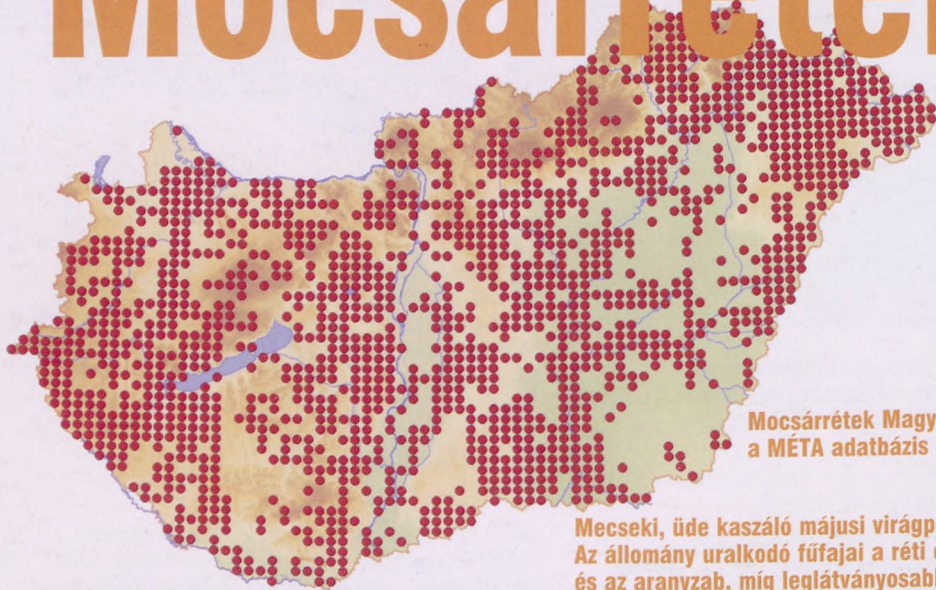 Mocsárrétek
Mocsárrétek Magy
a MÉTA adatbázis
Mecseki, üde kaszáló májusi virágp
Az állomány uralkodó fűfajai a réti
és az aranyzab, míg leglátványosabb